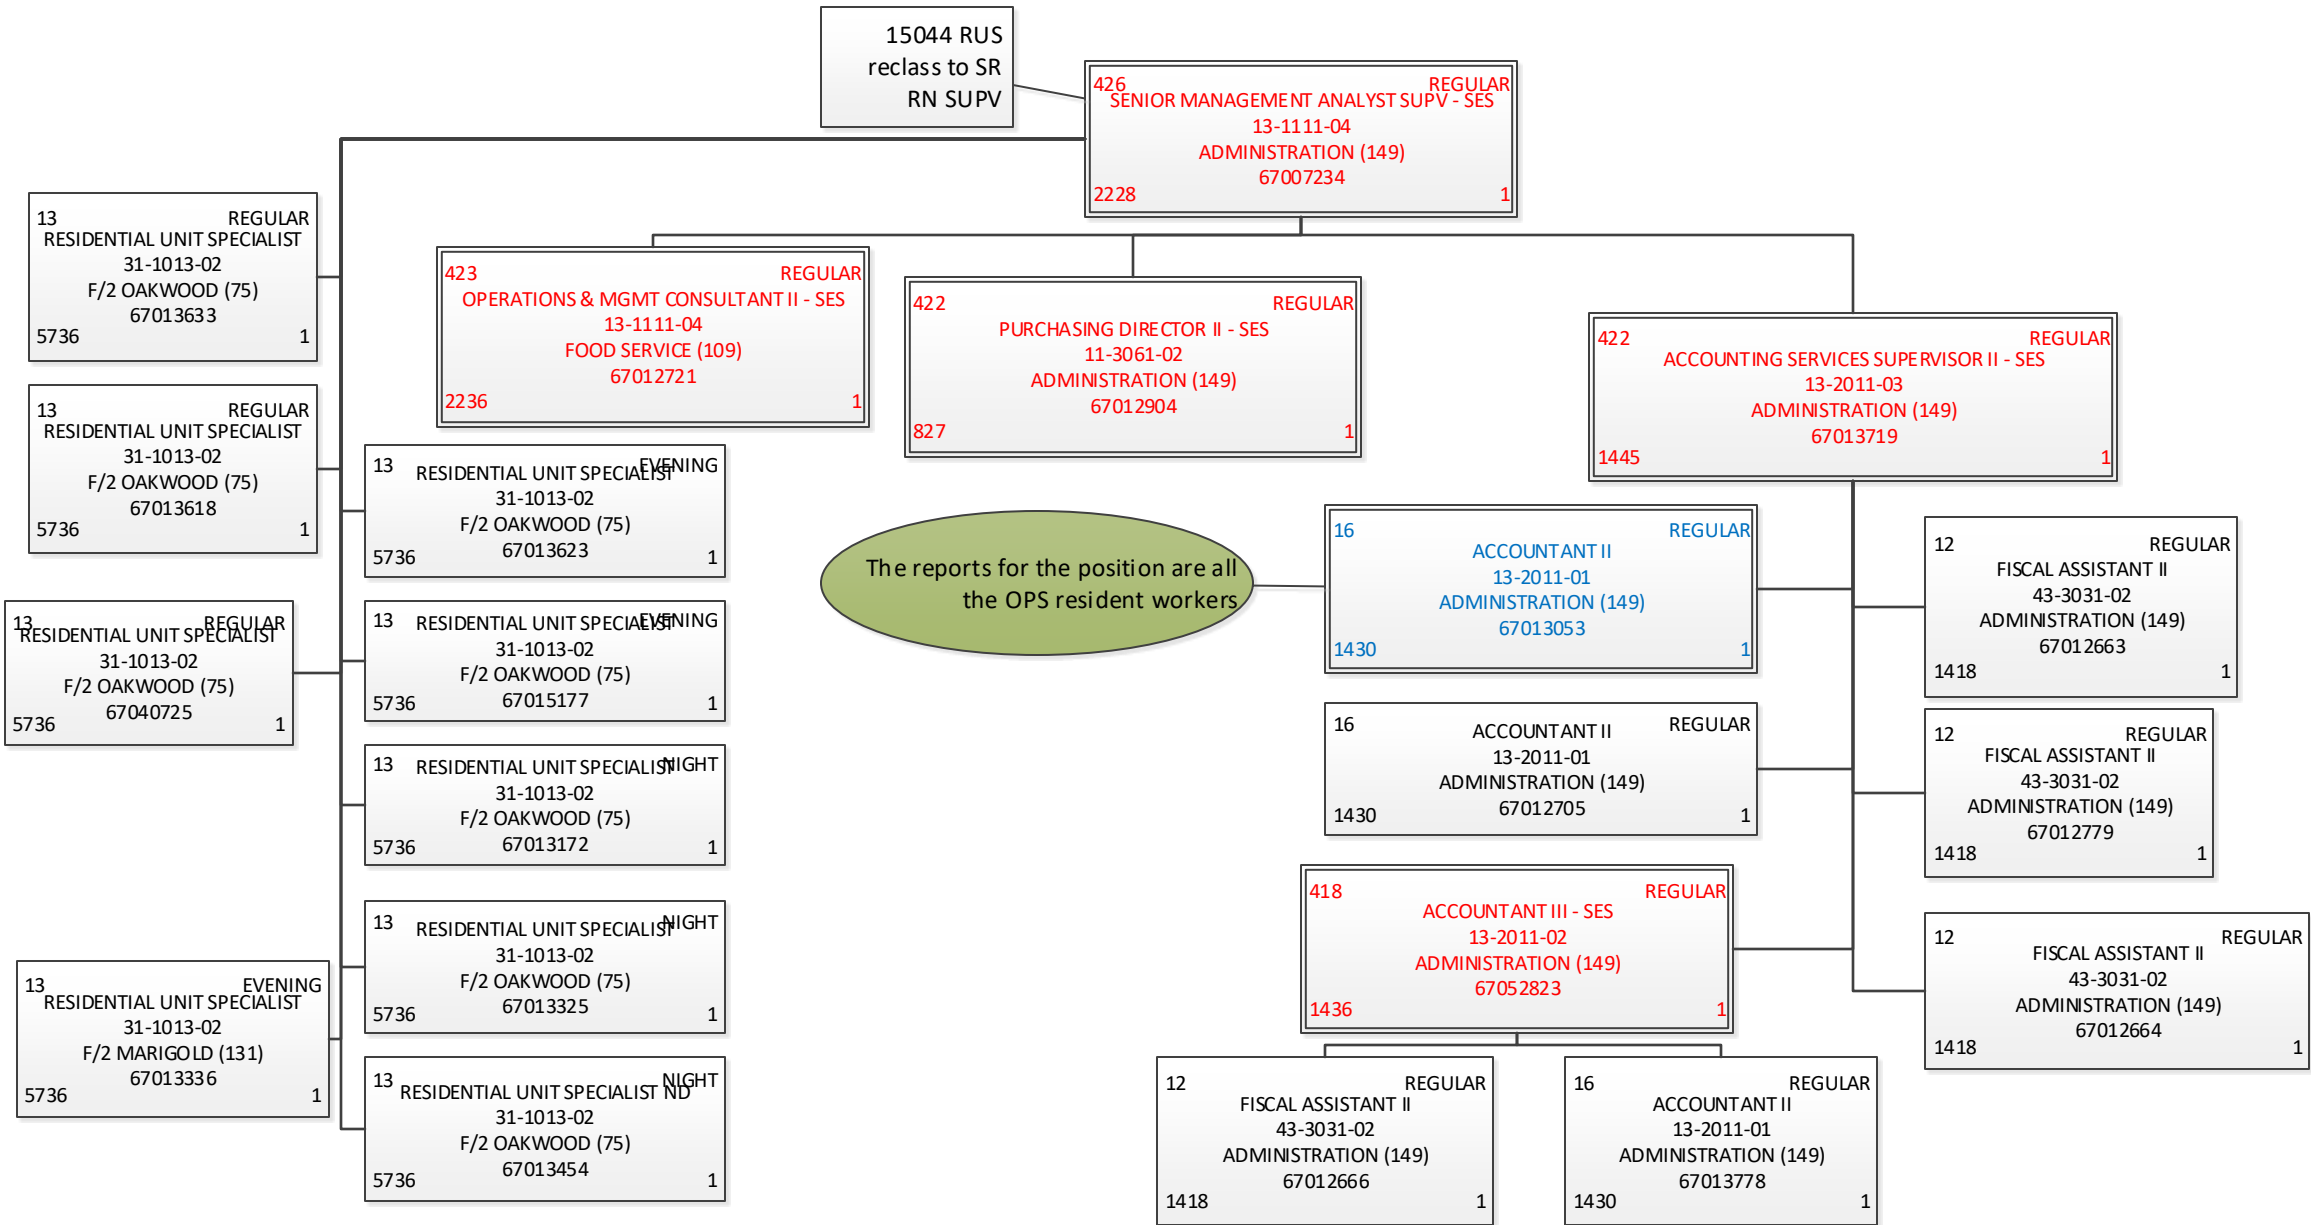 15044 RUS
reclass to SR
RN SUPV
426 REGULAR
SENIOR MANAGEMENT ANALYST SUPV - SES
13-1111-04
ADMINISTRATION (149)
67007234
2228 1
13 REGULAR
RESIDENTIAL UNIT SPECIALIST
31-1013-02
F/2 OAKWOOD (75)
67013633
5736 1
423 REGULAR
OPERATIONS & MGMT CONSULTANT II - SES
13-1111-04
FOOD SERVICE (109)
67012721
2236 1
422 REGULAR
PURCHASING DIRECTOR II - SES
11-3061-02
ADMINISTRATION (149)
67012904
827 1
422 REGULAR
ACCOUNTING SERVICES SUPERVISOR II - SES
13-2011-03
ADMINISTRATION (149)
67013719
1445 1
13 REGULAR
RESIDENTIAL UNIT SPECIALIST
31-1013-02
F/2 OAKWOOD (75)
67013618
5736 1
13 EVENING
RESIDENTIAL UNIT SPECIALIST
31-1013-02
F/2 OAKWOOD (75)
67013623
5736 1
The reports for the position are all
the OPS resident workers
16 REGULAR
ACCOUNTANT II
13-2011-01
ADMINISTRATION (149)
67013053
1430 1
12 REGULAR
FISCAL ASSISTANT II
43-3031-02
ADMINISTRATION (149)
67012663
1418 1
13 REGULAR
RESIDENTIAL UNIT SPECIALIST
31-1013-02
F/2 OAKWOOD (75)
67040725
5736 1
13 EVENING
RESIDENTIAL UNIT SPECIALIST
31-1013-02
F/2 OAKWOOD (75)
67015177
5736 1
16 REGULAR
ACCOUNTANT II
13-2011-01
ADMINISTRATION (149)
67012705
1430 1
12 REGULAR
FISCAL ASSISTANT II
43-3031-02
ADMINISTRATION (149)
67012779
1418 1
13 NIGHT
RESIDENTIAL UNIT SPECIALIST
31-1013-02
F/2 OAKWOOD (75)
67013172
5736 1
13 NIGHT
RESIDENTIAL UNIT SPECIALIST
31-1013-02
F/2 OAKWOOD (75)
67013325
5736 1
418 REGULAR
ACCOUNTANT III - SES
13-2011-02
ADMINISTRATION (149)
67052823
1436 1
12 REGULAR
FISCAL ASSISTANT II
43-3031-02
ADMINISTRATION (149)
67012664
1418 1
13 EVENING
RESIDENTIAL UNIT SPECIALIST
31-1013-02
F/2 MARIGOLD (131)
67013336
5736 1
13 NIGHT
RESIDENTIAL UNIT SPECIALIST ND
31-1013-02
F/2 OAKWOOD (75)
67013454
5736 1
12 REGULAR
FISCAL ASSISTANT II
43-3031-02
ADMINISTRATION (149)
67012666
1418 1
16 REGULAR
ACCOUNTANT II
13-2011-01
ADMINISTRATION (149)
67013778
1430 1